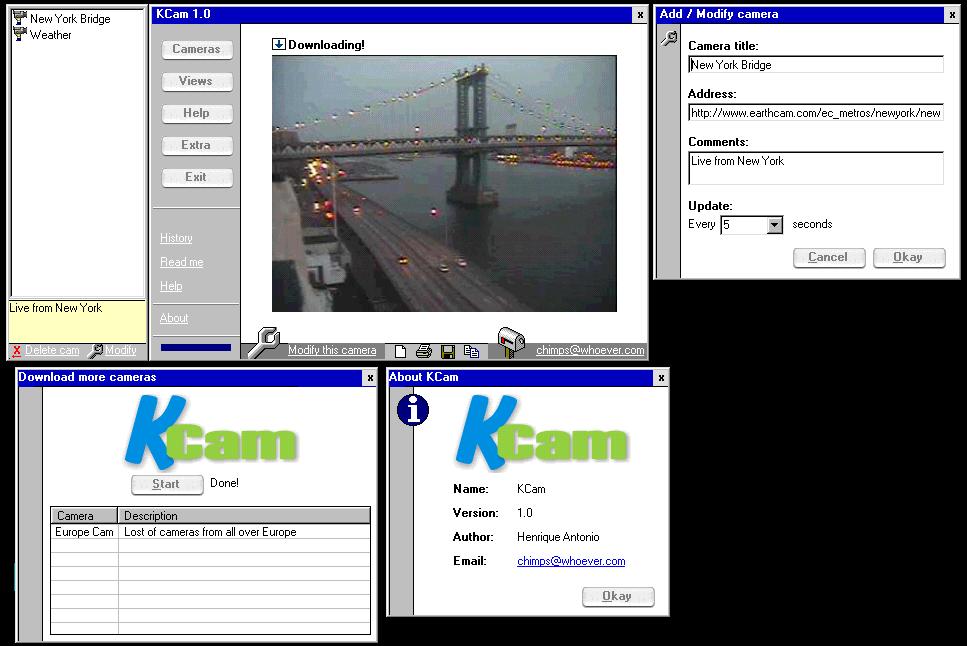 New York Bridge
Weather
Live from New York
Delete cam Modify
KCam 1.0
Cameras
Views
Help
Extra
Exit
History
Read me
Help
About
Downloading!
Modify this camera chimps@whoever.com
Add / Modify camera
Camera title:
New York Bridge
Address:
http://www.earthcam.com/ec_metros/newyork/new
Comments:
Live from New York
Update:
Every 5 seconds
Cancel Okay
Download more cameras
KCam
Start Done!
Camera Description
Europe Cam Lost of cameras from all over Europe
About KCam
KCam
Name: KCam
Version: 1.0
Author: Henrique Antonio
Email: chimps@whoever.com
Okay